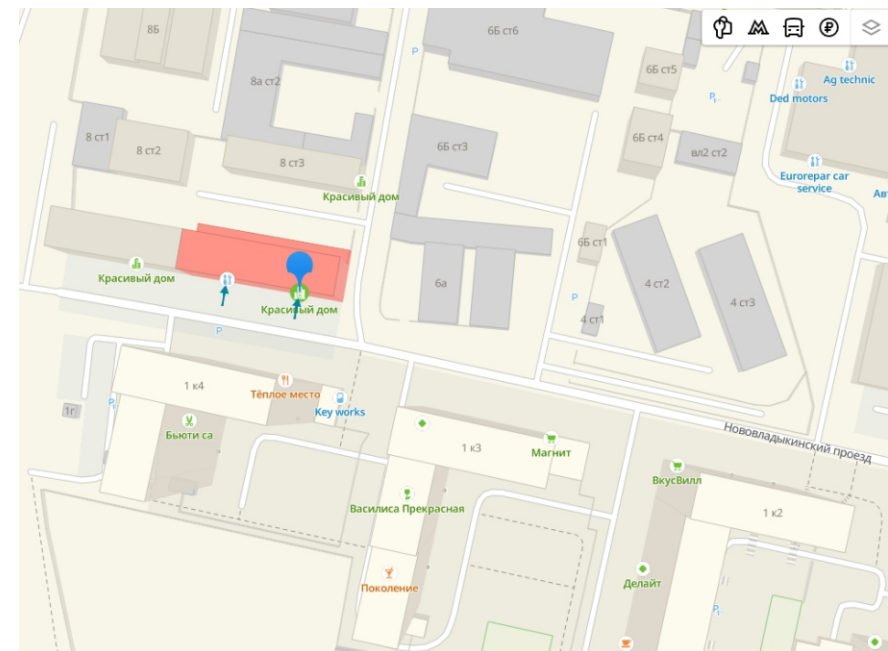 8Б
6Б ст6
8а ст2
6Б ст5
Ag technic
Ded motors
8 ст1
8 ст2
8 ст3
6Б ст3
6Б ст4
вл2 ст2
Eurorepar car
service
Красивый дом
Авт
6Б ст1
Красивый дом
6а
4 ст2
4 ст3
Красивый дом
4 ст1
P
P
P
1 к4
Тёплое место
Key works
1г
Бьюти са
1 к3
Магнит
Нововладыкинский проезд
ВкусВилл
Василиса Прекрасная
1 к2
Поколение
Делайт